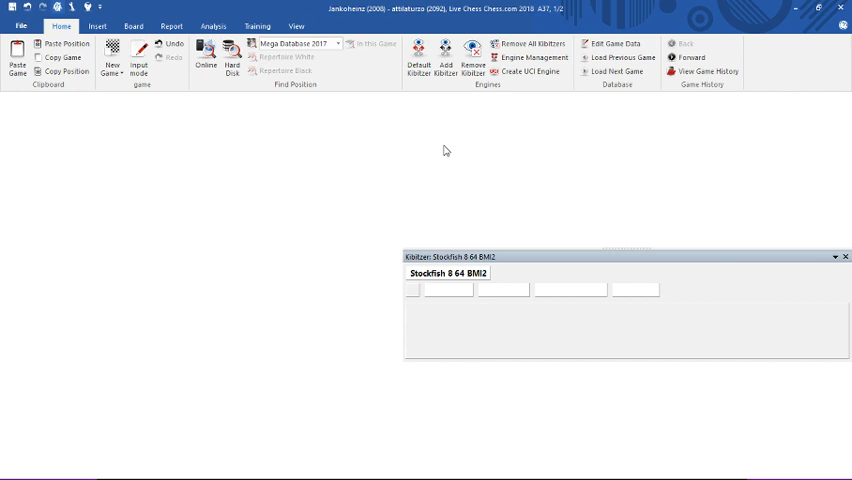 Jankoheinz (2008) - attilaturzo (2092), Live Chess Chess.com 2018 A37, 1/2
File Home Insert Board Report Analysis Training View
Paste Game
Paste Position
Copy Game
Copy Position
Clipboard
New Game
Input mode
Undo
Redo
game
Online
Hard Disk
Mega Database 2017
In this Game
Repertaire White
Repertaire Black
Find Position
Default Kibitzer
Add Kibitzer
Remove Kibitzer
Remove All Kibitzers
Engine Management
Create UCI Engine
Engines
Edit Game Data
Load Previous Game
Load Next Game
Database
Back
Forward
View Game History
Game History
Kibitzer: Stockfish 8 64 BMI2
Stockfish 8 64 BMI2